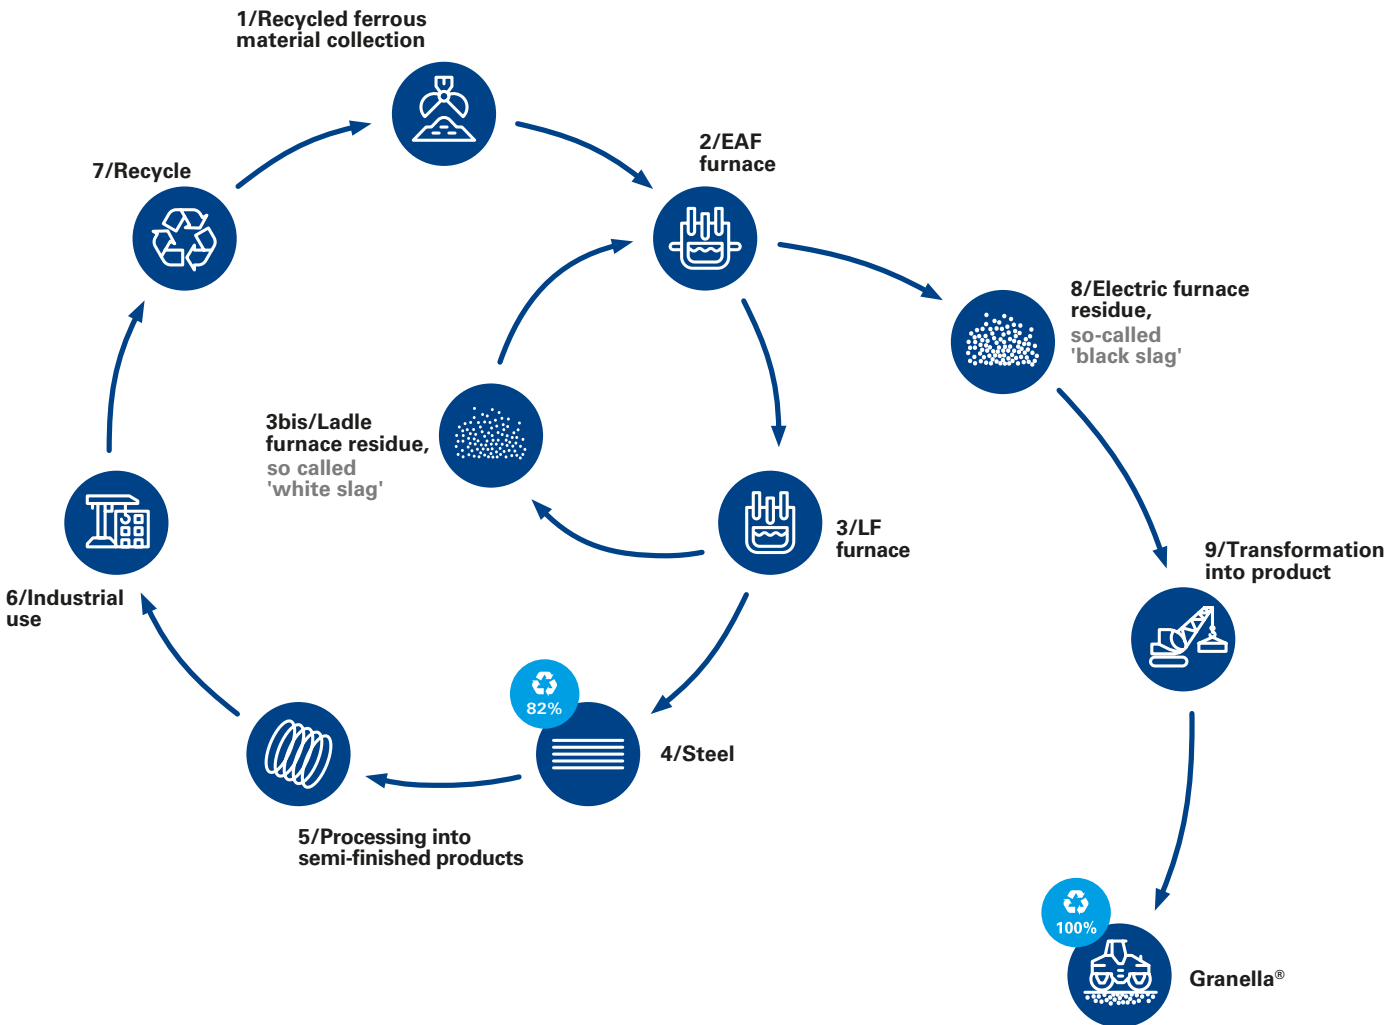 1/Recycled ferrous
material collection
2/EAF
furnace
7/Recycle
8/Electric furnace
residue,
so-called
'black slag'
3bis/Ladle
furnace residue,
so called
'white slag'
3/LF
furnace
9/Transformation
into product
6/Industrial
use
82%
4/Steel
5/Processing into
semi-finished products
100%
Granella®